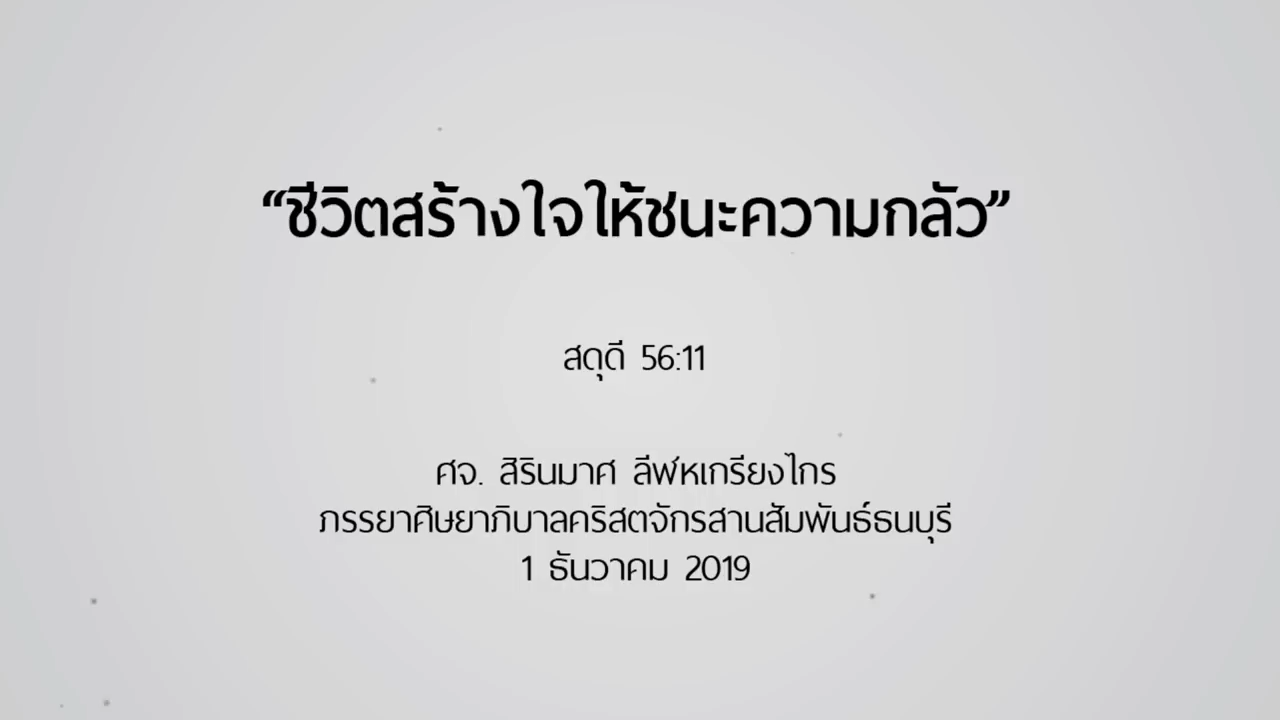 “ชีวิตสร้างใจให้ชนะความกลัว”
สดุดี 56:11
ศจ. สิรินมาศ ลีฬหเกรียงไกร
ภรรยาศิษยาภิบาลคริสตจักรสานสัมพันธ์ธนบุรี
1 ธันวาคม 2019